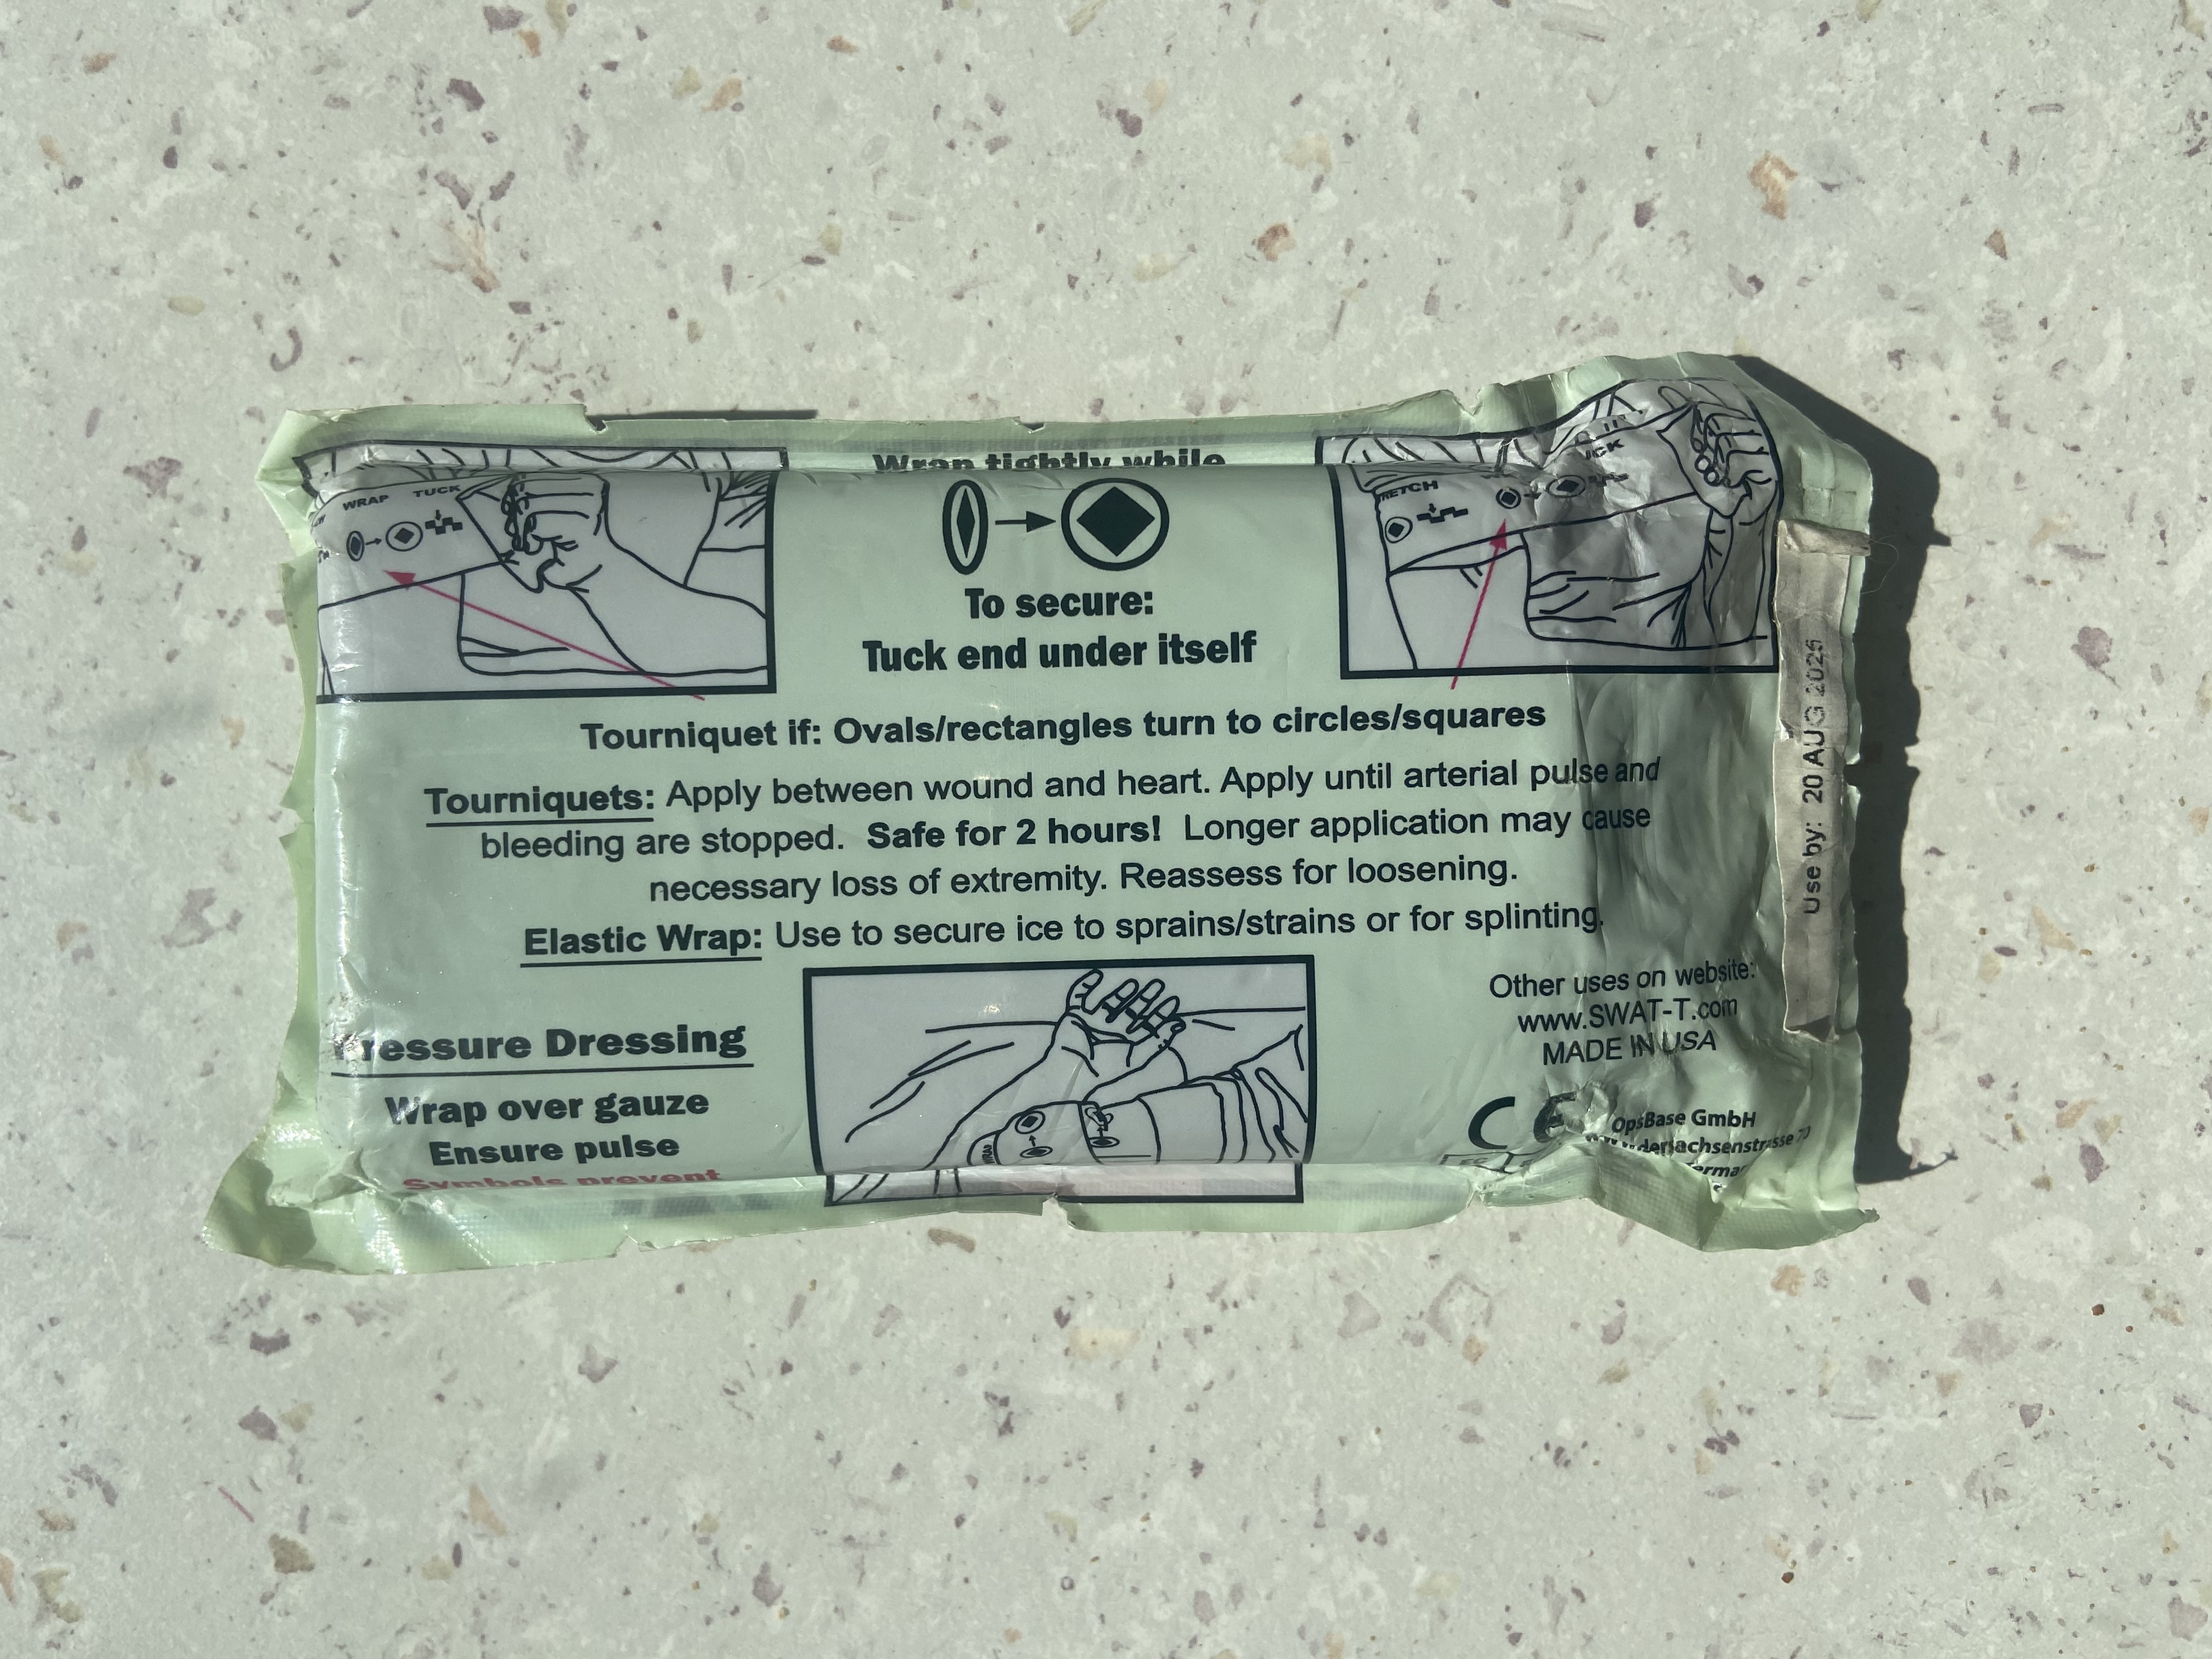 Wrap tightly while
WRAP TUCK
To secure:
Tuck end under itself
Tourniquet if: Ovals/rectangles turn to circles/squares
Tourniquets: Apply between wound and heart. Apply until arterial pulse and
bleeding are stopped. Safe for 2 hours! Longer application may cause
necessary loss of extremity. Reassess for loosening.
Elastic Wrap: Use to secure ice to sprains/strains or for splinting.
Pressure Dressing
Wrap over gauze
Ensure pulse
Symbols prevent
Other uses on website:
www.SWAT-T.com
MADE IN USA
CE
OpsBase GmbH
Use by: 20 AUG 2025